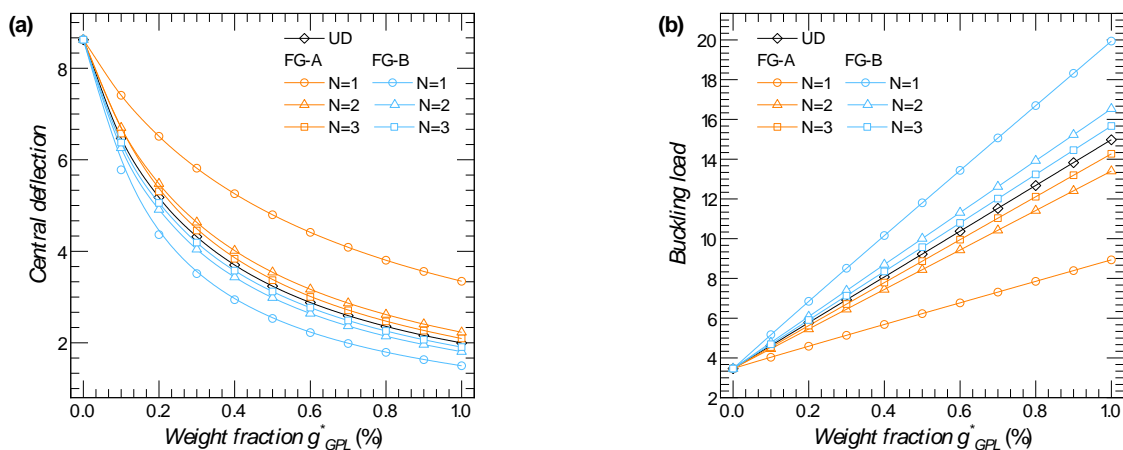 (a)
UD
FG-A FG-B
N=1 N=1
N=2 N=2
N=3 N=3
8
6
4
2
0.0 0.2 0.4 0.6 0.8 1.0
Central deflection
Weight fraction g*GPL (%)
(b)
UD
FG-A FG-B
N=1 N=1
N=2 N=2
N=3 N=3
20
18
16
14
12
10
8
6
4
2
0.0 0.2 0.4 0.6 0.8 1.0
Buckling load
Weight fraction g*GPL (%)